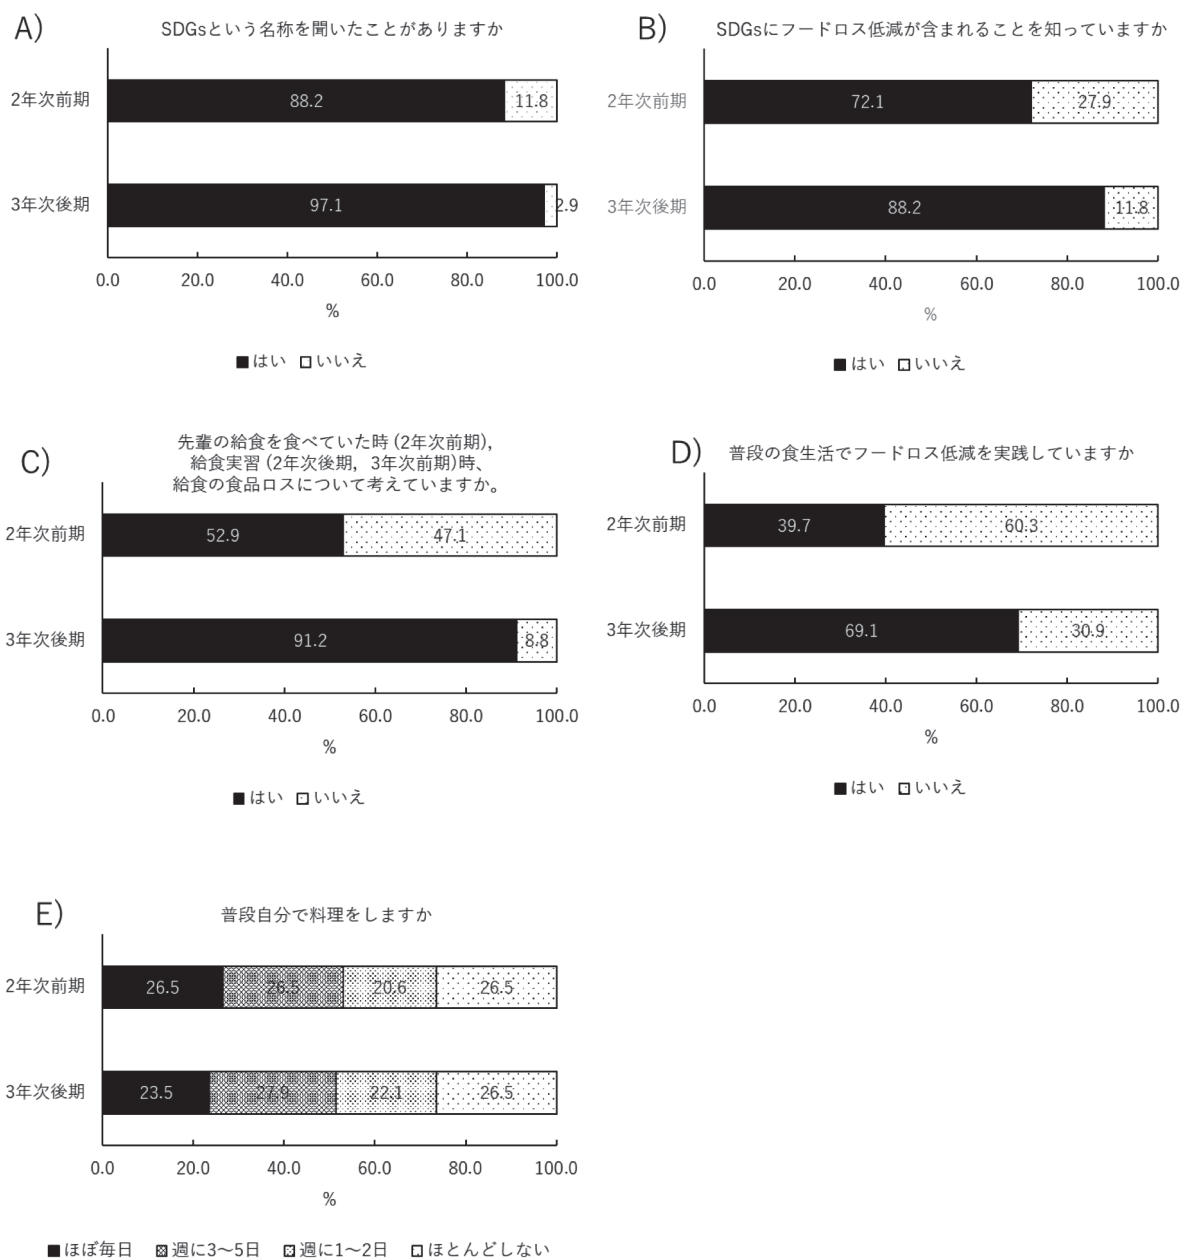 A)
SDGsという名称を聞いたことがありますか
2年次前期
88.2
11.8
3年次後期
97.1
2.9
0.0 20.0 40.0 60.0 80.0 100.0
%
■はい □いいえ
B)
SDGsにフードロス低減が含まれることを知っていますか
2年次前期
72.1
27.9
3年次後期
88.2
11.8
0.0 20.0 40.0 60.0 80.0 100.0
%
■はい □いいえ
C)
先輩の給食を食べていた時 (2年次前期),
給食実習 (2年次後期, 3年次前期)時、
給食の食品ロスについて考えていますか。
2年次前期
52.9
47.1
3年次後期
91.2
8.8
0.0 20.0 40.0 60.0 80.0 100.0
%
■はい □いいえ
D)
普段の食生活でフードロス低減を実践していますか
2年次前期
39.7
60.3
3年次後期
69.1
30.9
0.0 20.0 40.0 60.0 80.0 100.0
%
■はい □いいえ
E)
普段自分で料理をしますか
2年次前期
26.5
26.5
20.6
26.5
3年次後期
23.5
27.9
22.1
26.5
0.0 20.0 40.0 60.0 80.0 100.0
%
■ほぼ毎日 ▩週に3〜5日 □週に1〜2日 □ほとんどしない